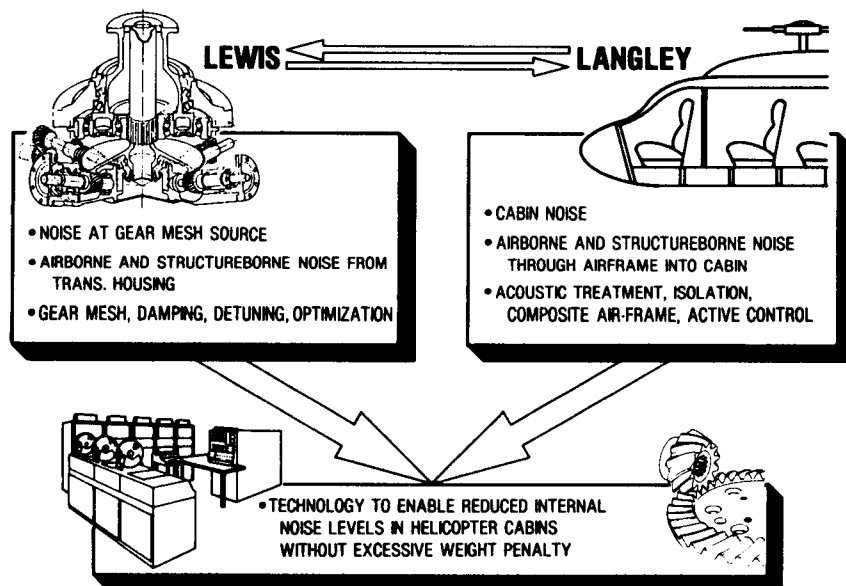 LEWIS
LANGLEY
• NOISE AT GEAR MESH SOURCE
• AIRBORNE AND STRUCTUREBORNE NOISE FROM
TRANS. HOUSING
• GEAR MESH, DAMPING, DETUNING, OPTIMIZATION
• CABIN NOISE
• AIRBORNE AND STRUCTUREBORNE NOISE
THROUGH AIRFRAME INTO CABIN
• ACOUSTIC TREATMENT, ISOLATION,
COMPOSITE AIR-FRAME, ACTIVE CONTROL
• TECHNOLOGY TO ENABLE REDUCED INTERNAL
NOISE LEVELS IN HELICOPTER CABINS
WITHOUT EXCESSIVE WEIGHT PENALTY